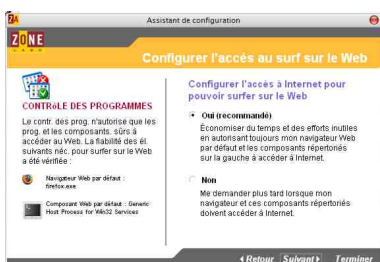 ZA
Assistant de configuration
ZONE
LABS
Configurer l'accés au surf sur le Web
CONTRôLE DES PROGRAMMES
Le contr. des prog. n'autorise que les
prog. et les composants. sûrs à
accéder au Web. La fiabilité des él.
suivants néc. pour surfer sur le Web
a été vérifiée :
Navigateur Web par défaut :
firefox.exe
Composant Web par défaut : Generic
Host Process for Win32 Services
Configurer l'accès à Internet pour
pouvoir surfer sur le Web
Oui (recommandé)
Économiser du temps et des efforts inutiles
en autorisant toujours mon navigateur Web
par défaut et les composants répertoriés
sur la gauche à accéder à Internet.
Non
Me demander plus tard lorsque mon
navigateur et ces composants répertoriés
doivent accéder à Internet.
Retour Suivant Terminer